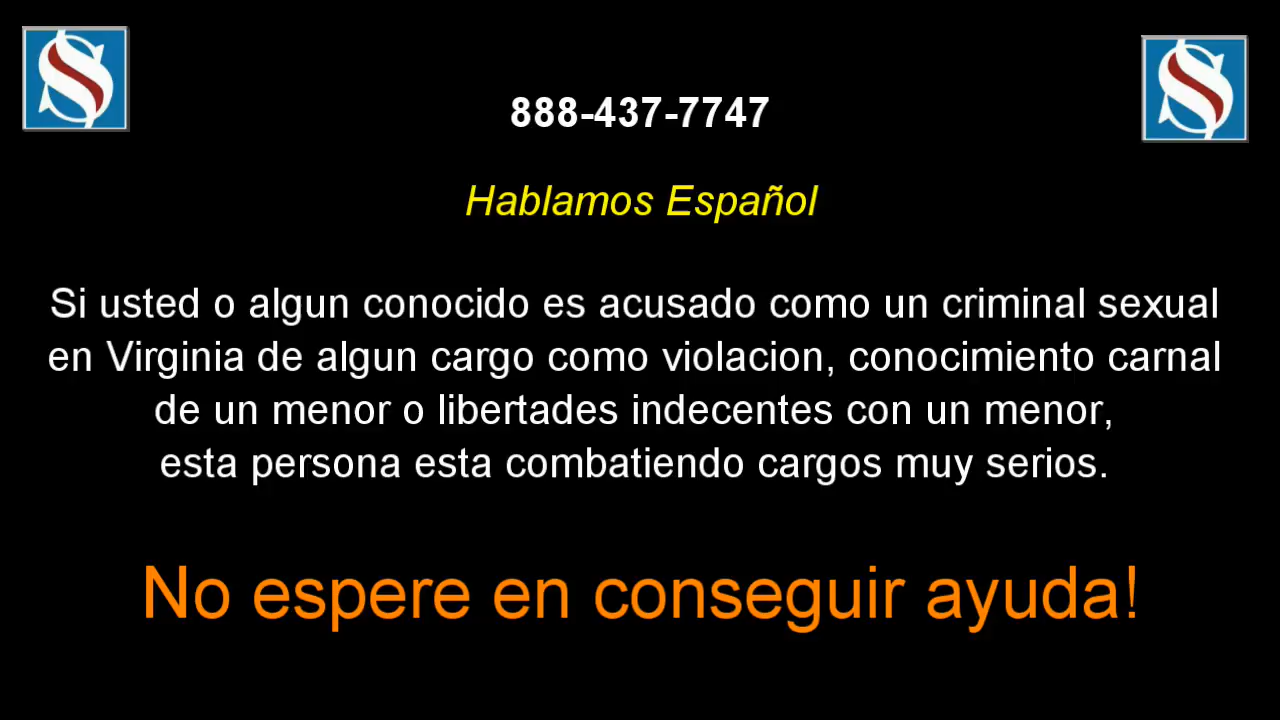 888-437-7747
Hablamos Español
Si usted o algun conocido es acusado como un criminal sexual
en Virginia de algun cargo como violacion, conocimiento carnal
de un menor o libertades indecentes con un menor,
esta persona esta combatiendo cargos muy serios.
No espere en conseguir ayuda!